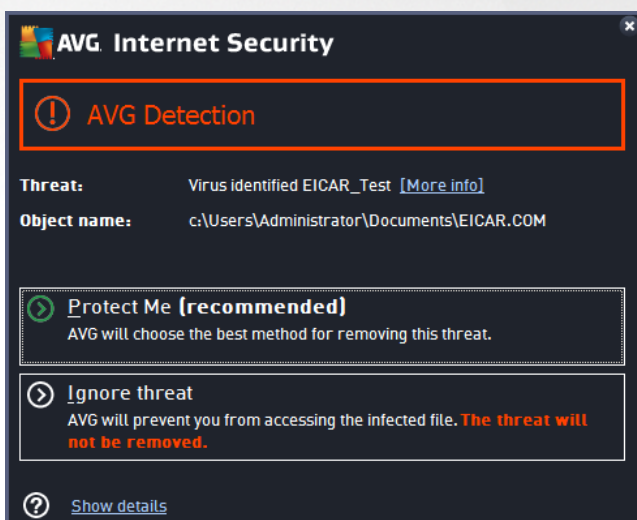 AVG. Internet Security
AVG Detection
Threat: Virus identified EICAR_Test [More info]
Object name: c:\Users\Administrator\Documents\EICAR.COM
Protect Me (recommended)
AVG will choose the best method for removing this threat.
Ignore threat
AVG will prevent you from accessing the infected file. The threat will
not be removed.
Show details